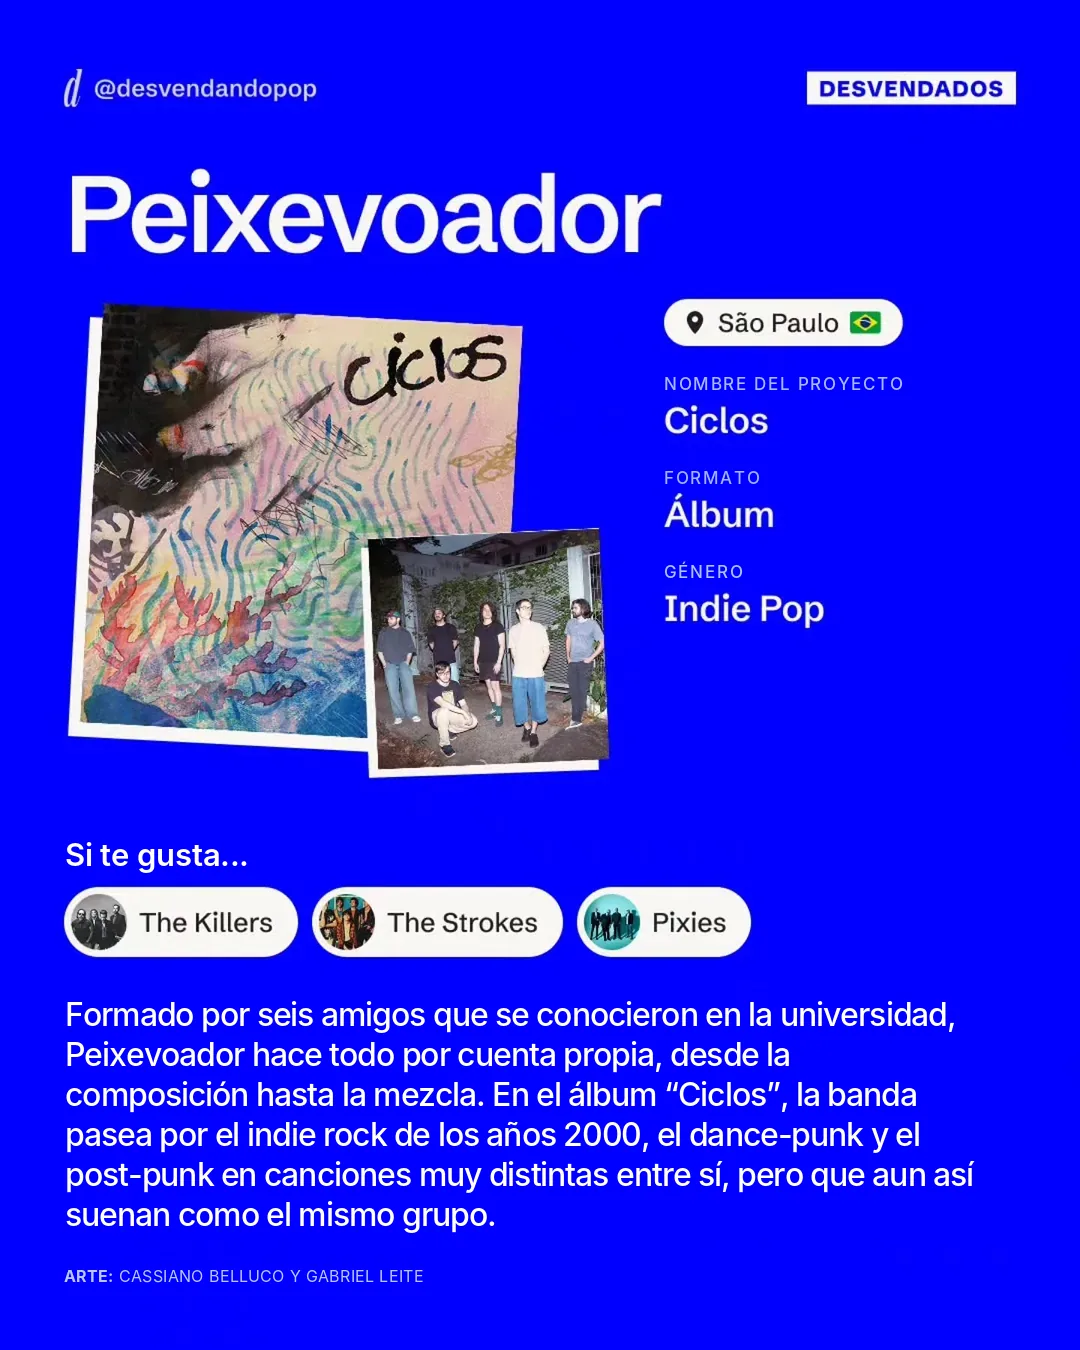 d @desvendandopop
DESVENDADOS
Peixevoador
ciclos
São Paulo
NOMBRE DEL PROYECTO
Ciclos
FORMATO
Álbum
GÉNERO
Indie Pop
Si te gusta...
The Killers
The Strokes
Pixies
Formado por seis amigos que se conocieron en la universidad,
Peixevoador hace todo por cuenta propia, desde la
composición hasta la mezcla. En el álbum “Ciclos”, la banda
pasea por el indie rock de los años 2000, el dance-punk y el
post-punk en canciones muy distintas entre sí, pero que aun así
suenan como el mismo grupo.
ARTE: CASSIANO BELLUCO Y GABRIEL LEITE